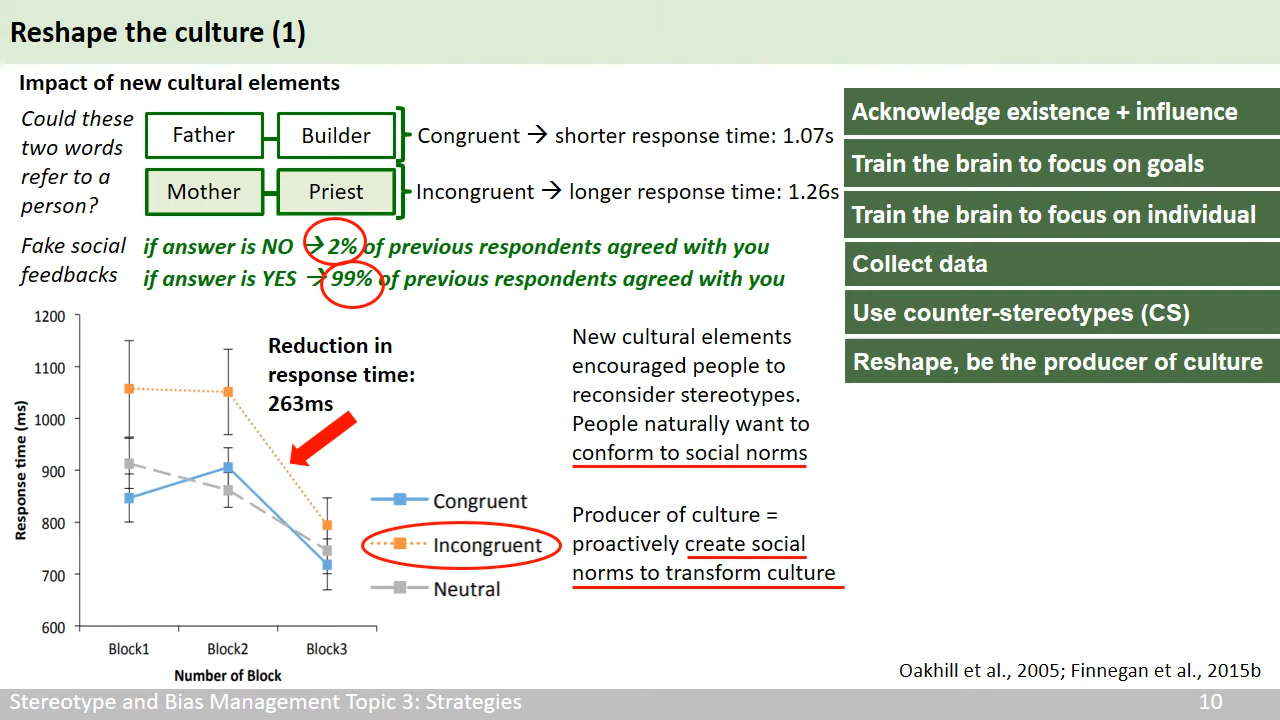 Reshape the culture (1)
Impact of new cultural elements
Could these
two words
refer to a
person?
Father
Builder
Congruent → shorter response time: 1.07s
Mother
Priest
Incongruent → longer response time: 1.26s
Fake social
feedbacks
if answer is NO → 2% of previous respondents agreed with you
if answer is YES → 99% of previous respondents agreed with you
1200
1100
1000
900
800
700
600
Response time (ms)
Block1
Block2
Block3
Number of Block
Reduction in
response time:
263ms
Congruent
Incongruent
Neutral
New cultural elements
encouraged people to
reconsider stereotypes.
People naturally want to
conform to social norms
Producer of culture =
proactively create social
norms to transform culture
Acknowledge existence + influence
Train the brain to focus on goals
Train the brain to focus on individual
Collect data
Use counter-stereotypes (CS)
Reshape, be the producer of culture
Oakhill et al., 2005; Finnegan et al., 2015b
Stereotype and Bias Management Topic 3: Strategies
10